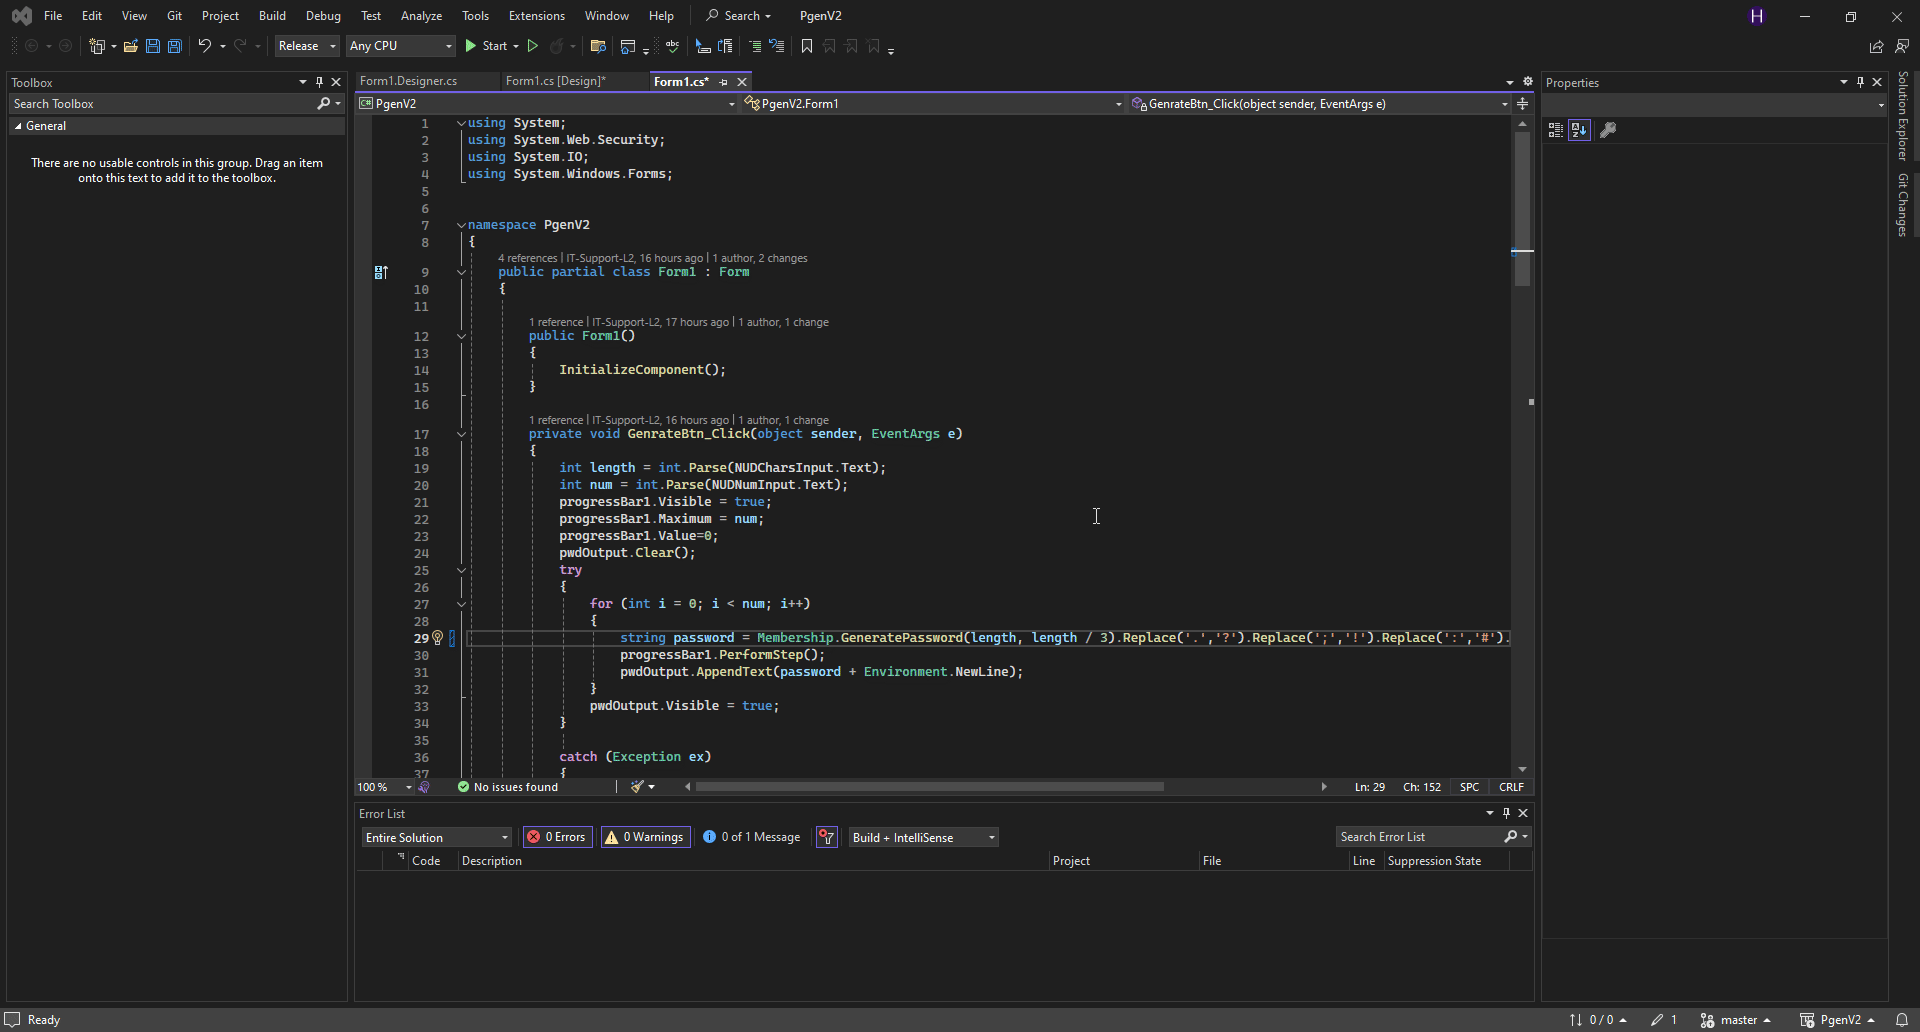 File Edit View Git Project Build Debug Test Analyze Tools Extensions Window Help Search PgenV2 H
Release Any CPU Start abc
Toolbox
Search Toolbox
General
There are no usable controls in this group. Drag an item
onto this text to add it to the toolbox.
Form1.Designer.cs Form1.cs [Design]* Form1.cs*
C# PgenV2 PgenV2.Form1 GenrateBtn_Click(object sender, EventArgs e)
1 using System;
2 using System.Web.Security;
3 using System.IO;
4 using System.Windows.Forms;
5
6
7 namespace PgenV2
8 {
4 references | IT-Support-L2, 16 hours ago | 1 author, 2 changes
9 public partial class Form1 : Form
10 {
11
1 reference | IT-Support-L2, 17 hours ago | 1 author, 1 change
12 public Form1()
13 {
14 InitializeComponent();
15 }
16
1 reference | IT-Support-L2, 16 hours ago | 1 author, 1 change
17 private void GenrateBtn_Click(object sender, EventArgs e)
18 {
19 int length = int.Parse(NUDCharsInput.Text);
20 int num = int.Parse(NUDNumInput.Text);
21 progressBar1.Visible = true;
22 progressBar1.Maximum = num;
23 progressBar1.Value=0;
24 pwdOutput.Clear();
25 try
26 {
27 for (int i = 0; i < num; i++)
28 {
29 string password = Membership.GeneratePassword(length, length / 3).Replace('.','?').Replace(';','!').Replace(':','#').
30 progressBar1.PerformStep();
31 pwdOutput.AppendText(password + Environment.NewLine);
32 }
33 pwdOutput.Visible = true;
34 }
35
36 catch (Exception ex)
37 {
100 % No issues found Ln: 29 Ch: 152 SPC CRLF
Error List
Entire Solution 0 Errors 0 Warnings 0 of 1 Message Build + IntelliSense Search Error List
Code Description Project File Line Suppression State
Properties
Solution Explorer
Git Changes
Ready 0 / 0 1 master PgenV2